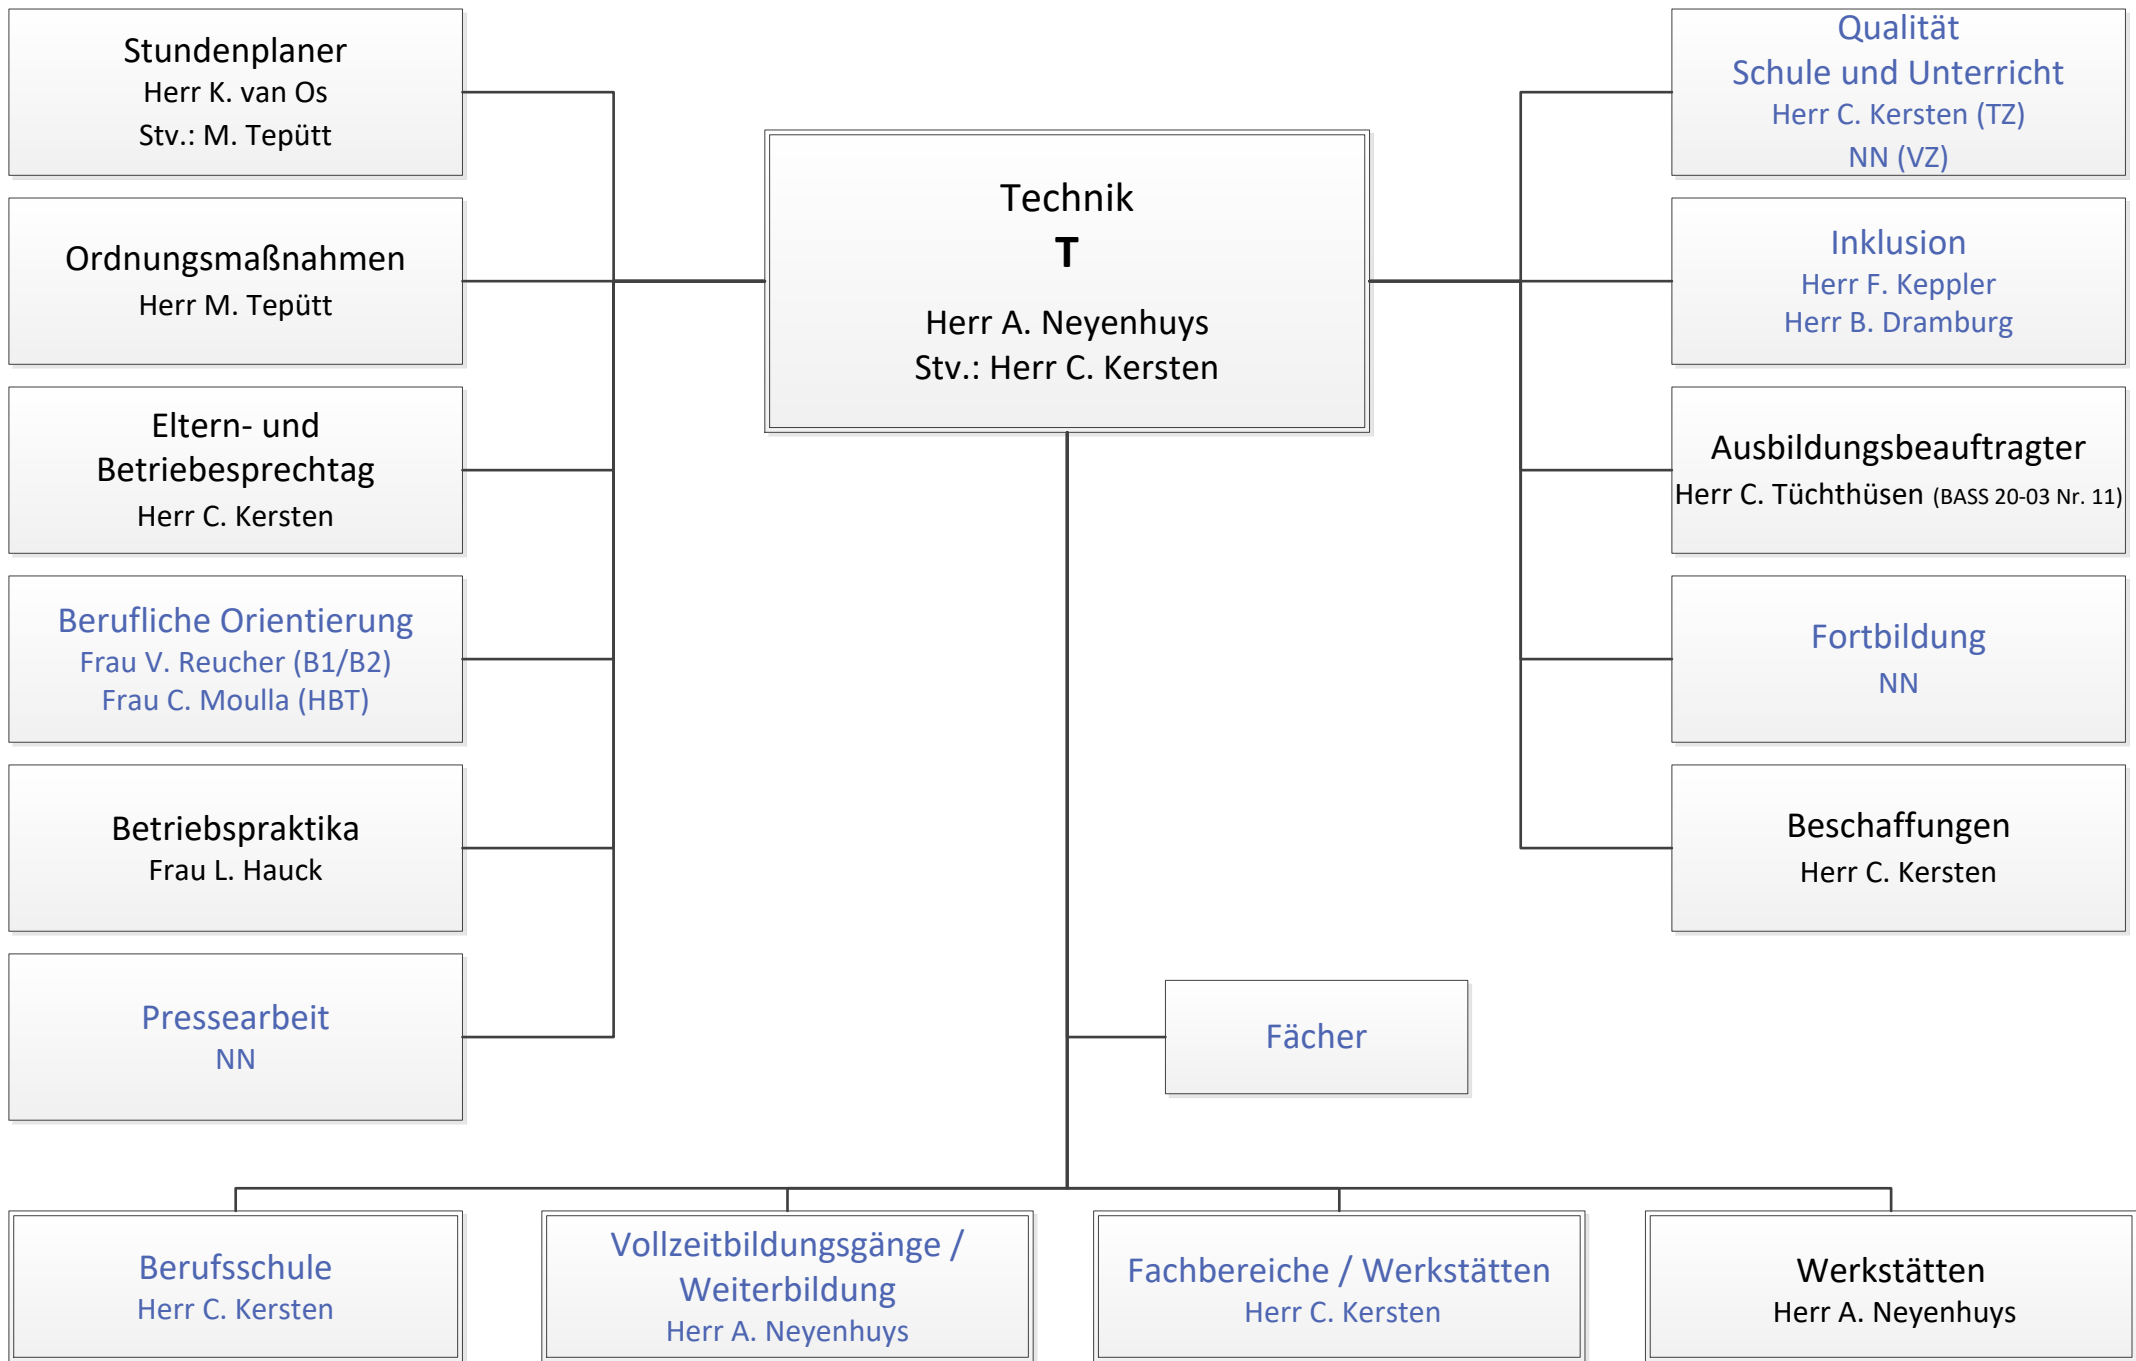 Stundenplaner
Herr K. van Os
Stv.: M. Tepütt
Ordnungsmaßnahmen
Herr M. Tepütt
Eltern- und
Betriebesprechtag
Herr C. Kersten
Berufliche Orientierung
Frau V. Reucher (B1/B2)
Frau C. Moulla (HBT)
Betriebspraktika
Frau L. Hauck
Pressearbeit
NN
Technik
T
Herr A. Neyenhuys
Stv.: Herr C. Kersten
Qualität
Schule und Unterricht
Herr C. Kersten (TZ)
NN (VZ)
Inklusion
Herr F. Keppler
Herr B. Dramburg
Ausbildungsbeauftragter
Herr C. Tüchthüsen (BASS 20-03 Nr. 11)
Fortbildung
NN
Beschaffungen
Herr C. Kersten
Fächer
Berufsschule
Herr C. Kersten
Vollzeitbildungsgänge /
Weiterbildung
Herr A. Neyenhuys
Fachbereiche / Werkstätten
Herr C. Kersten
Werkstätten
Herr A. Neyenhuys